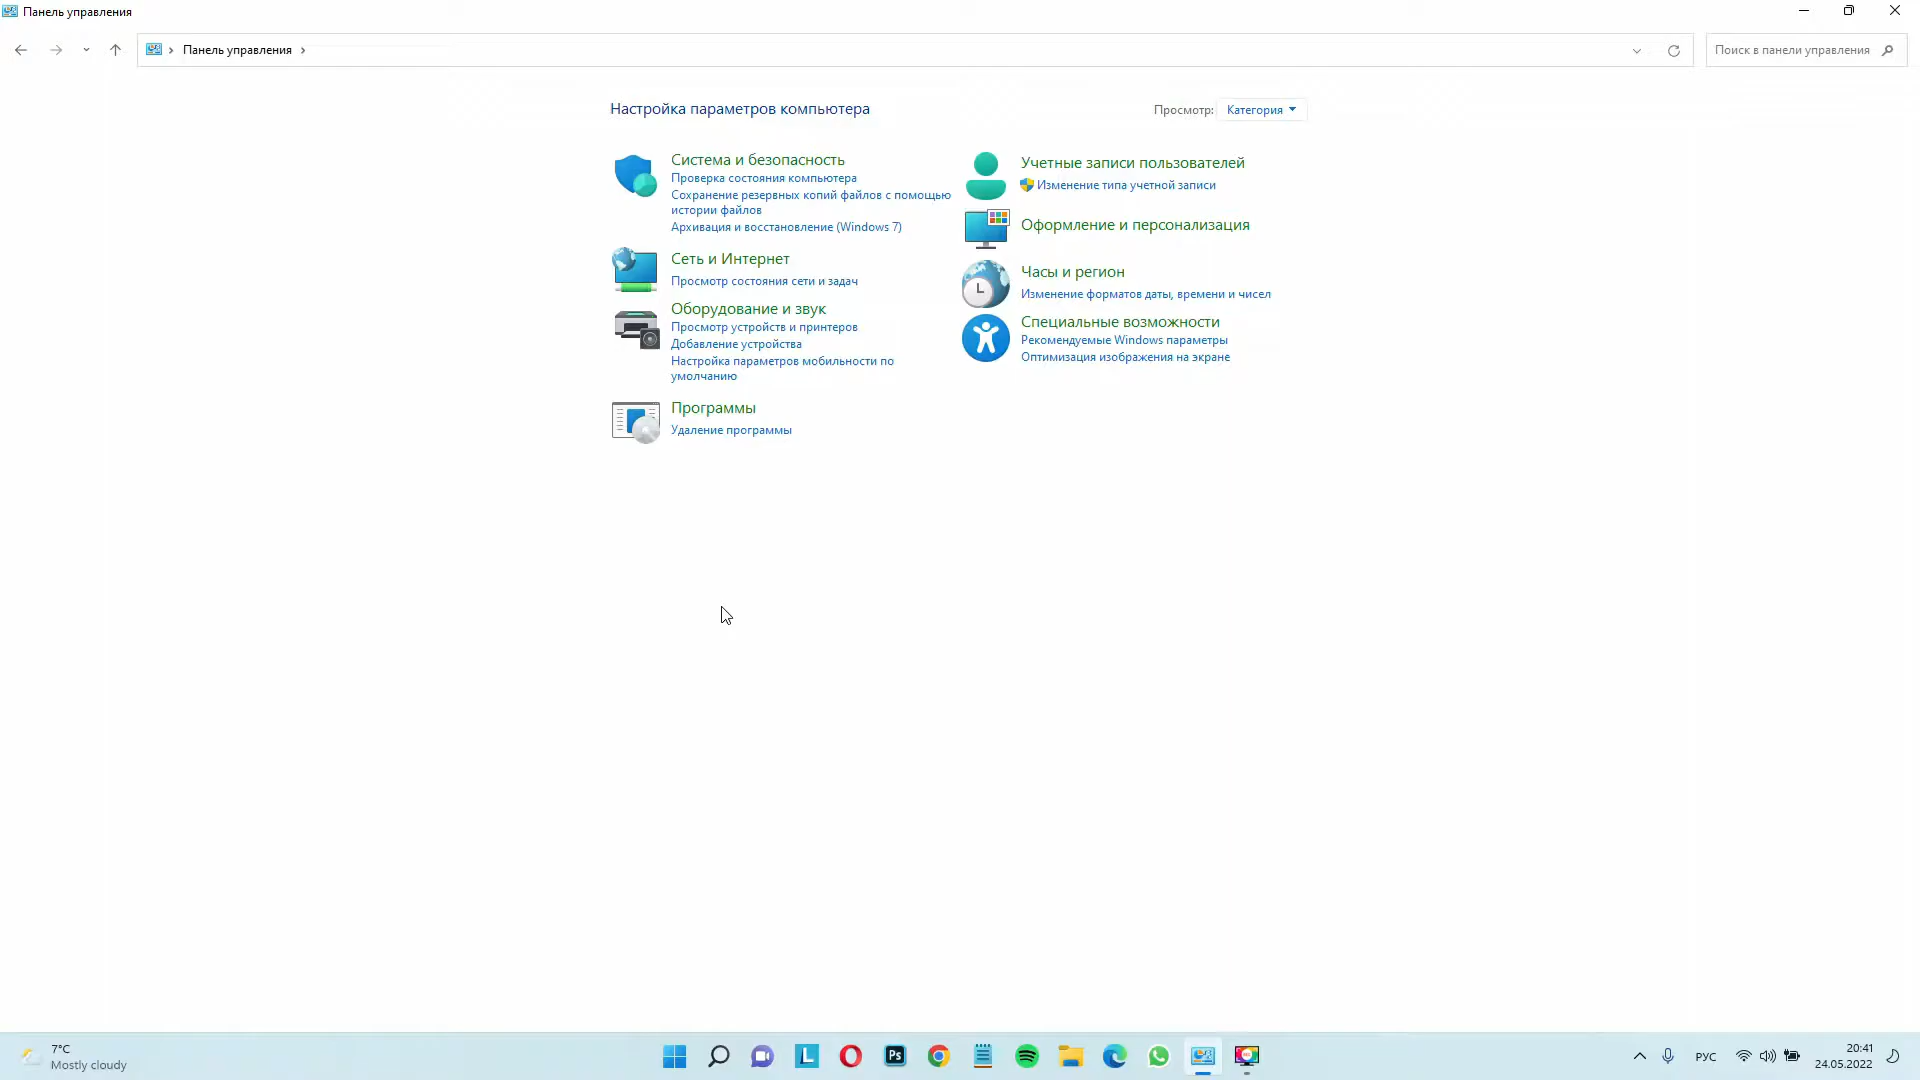 Панель управления
Панель управления
Поиск в панели управления
Настройка параметров компьютера
Просмотр: Категория
Система и безопасность
Проверка состояния компьютера
Сохранение резервных копий файлов с помощью
истории файлов
Архивация и восстановление (Windows 7)
Сеть и Интернет
Просмотр состояния сети и задач
Оборудование и звук
Просмотр устройств и принтеров
Добавление устройства
Настройка параметров мобильности по
умолчанию
Программы
Удаление программы
Учетные записи пользователей
Изменение типа учетной записи
Оформление и персонализация
Часы и регион
Изменение форматов даты, времени и чисел
Специальные возможности
Рекомендуемые Windows параметры
Оптимизация изображения на экране
7°C
Mostly cloudy
L
Ps
РУС
20:41
24.05.2022